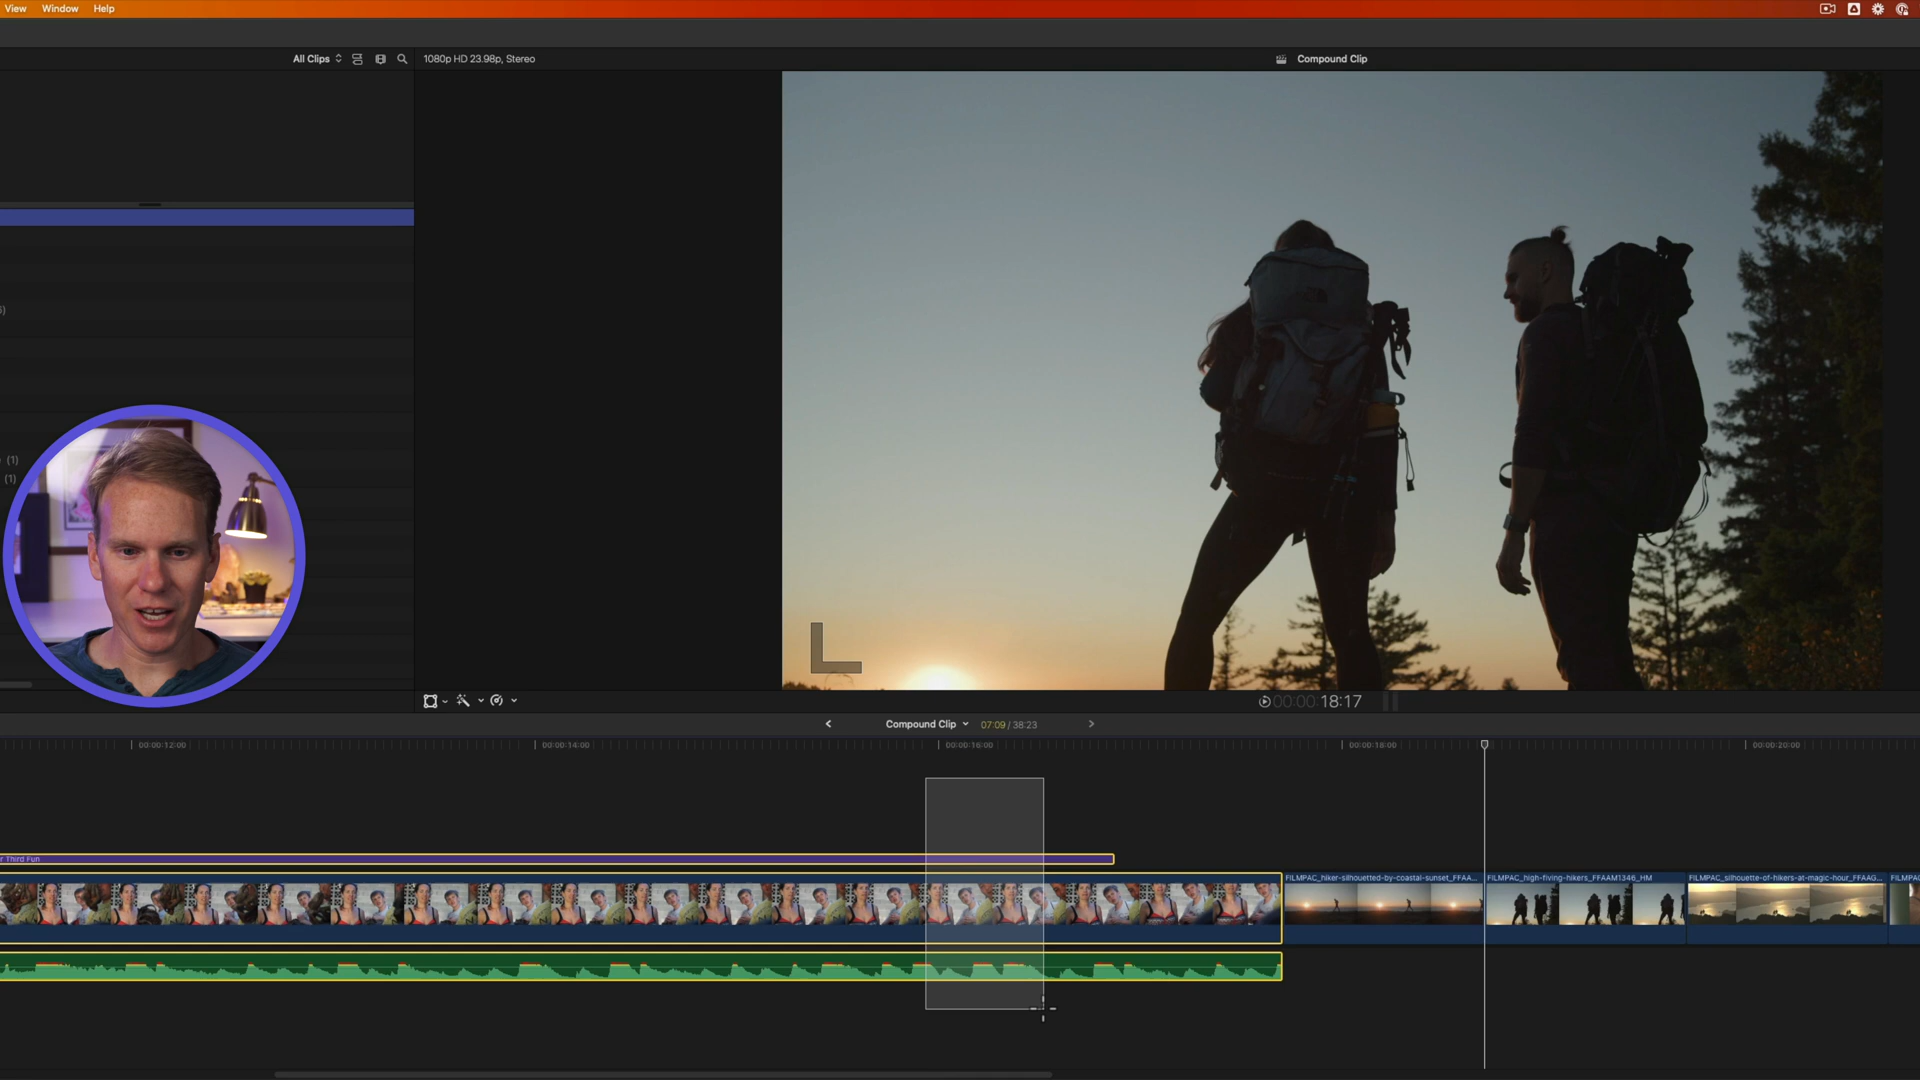 View Window Help
All Clips
1080p HD 23.98p, Stereo
Compound Clip
(1)
(1)
00:00:00:18:17
Compound Clip
07:09 / 38:23
00:00:12:00
00:00:14:00
00:00:16:00
00:00:18:00
00:00:20:00
r Third Fun
FILMPAC_hiker-silhouetted-by-coastal-sunset_FFAA...
FILMPAC_high-fiving-hikers_FFAAM1346_HM
FILMPAC_silhouette-of-hikers-at-magic-hour_FFAAG...
FILMPAC